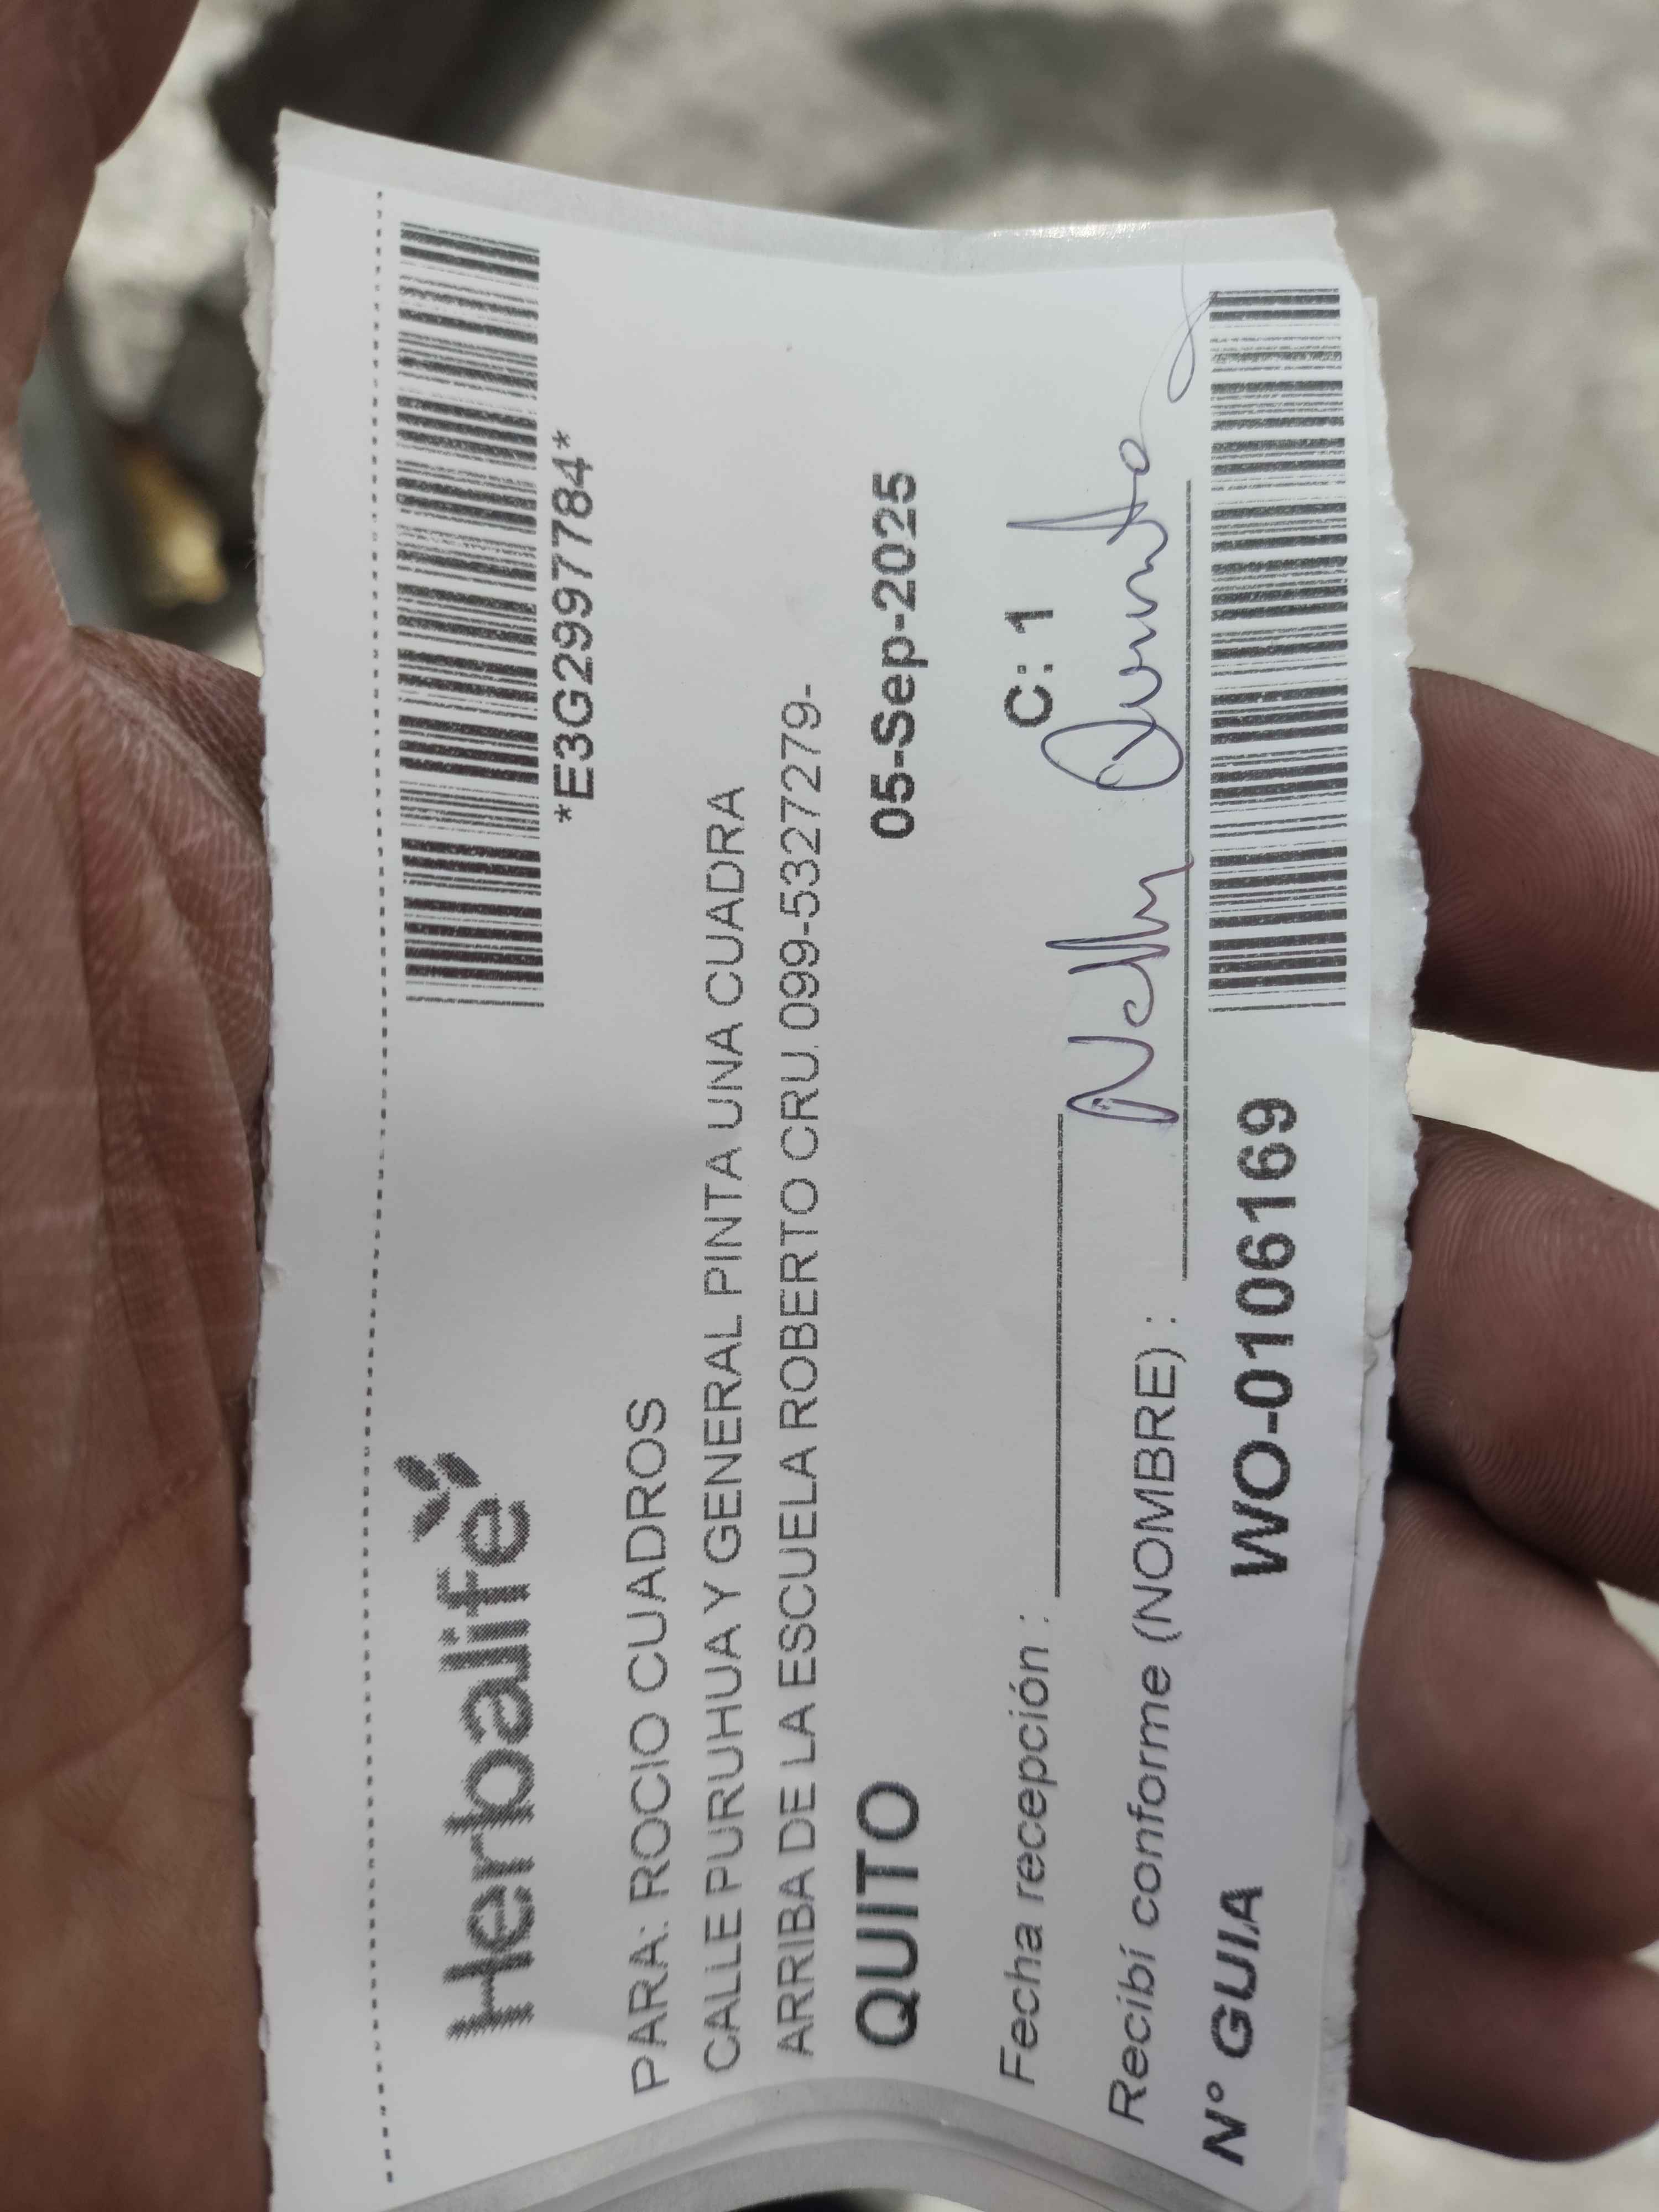 Herbalife
*E3G2997784*
PARA: ROCIO CUADROS
CALLE PURUHUA Y GENERAL PINTA UNA CUADRA
ARRIBA DE LA ESCUELA ROBERTO CRU.099-5327279-
QUITO 05-Sep-2025
Fecha recepción : C: 1
Recibí conforme (NOMBRE) : Nelly
N° GUIA WO-0106169